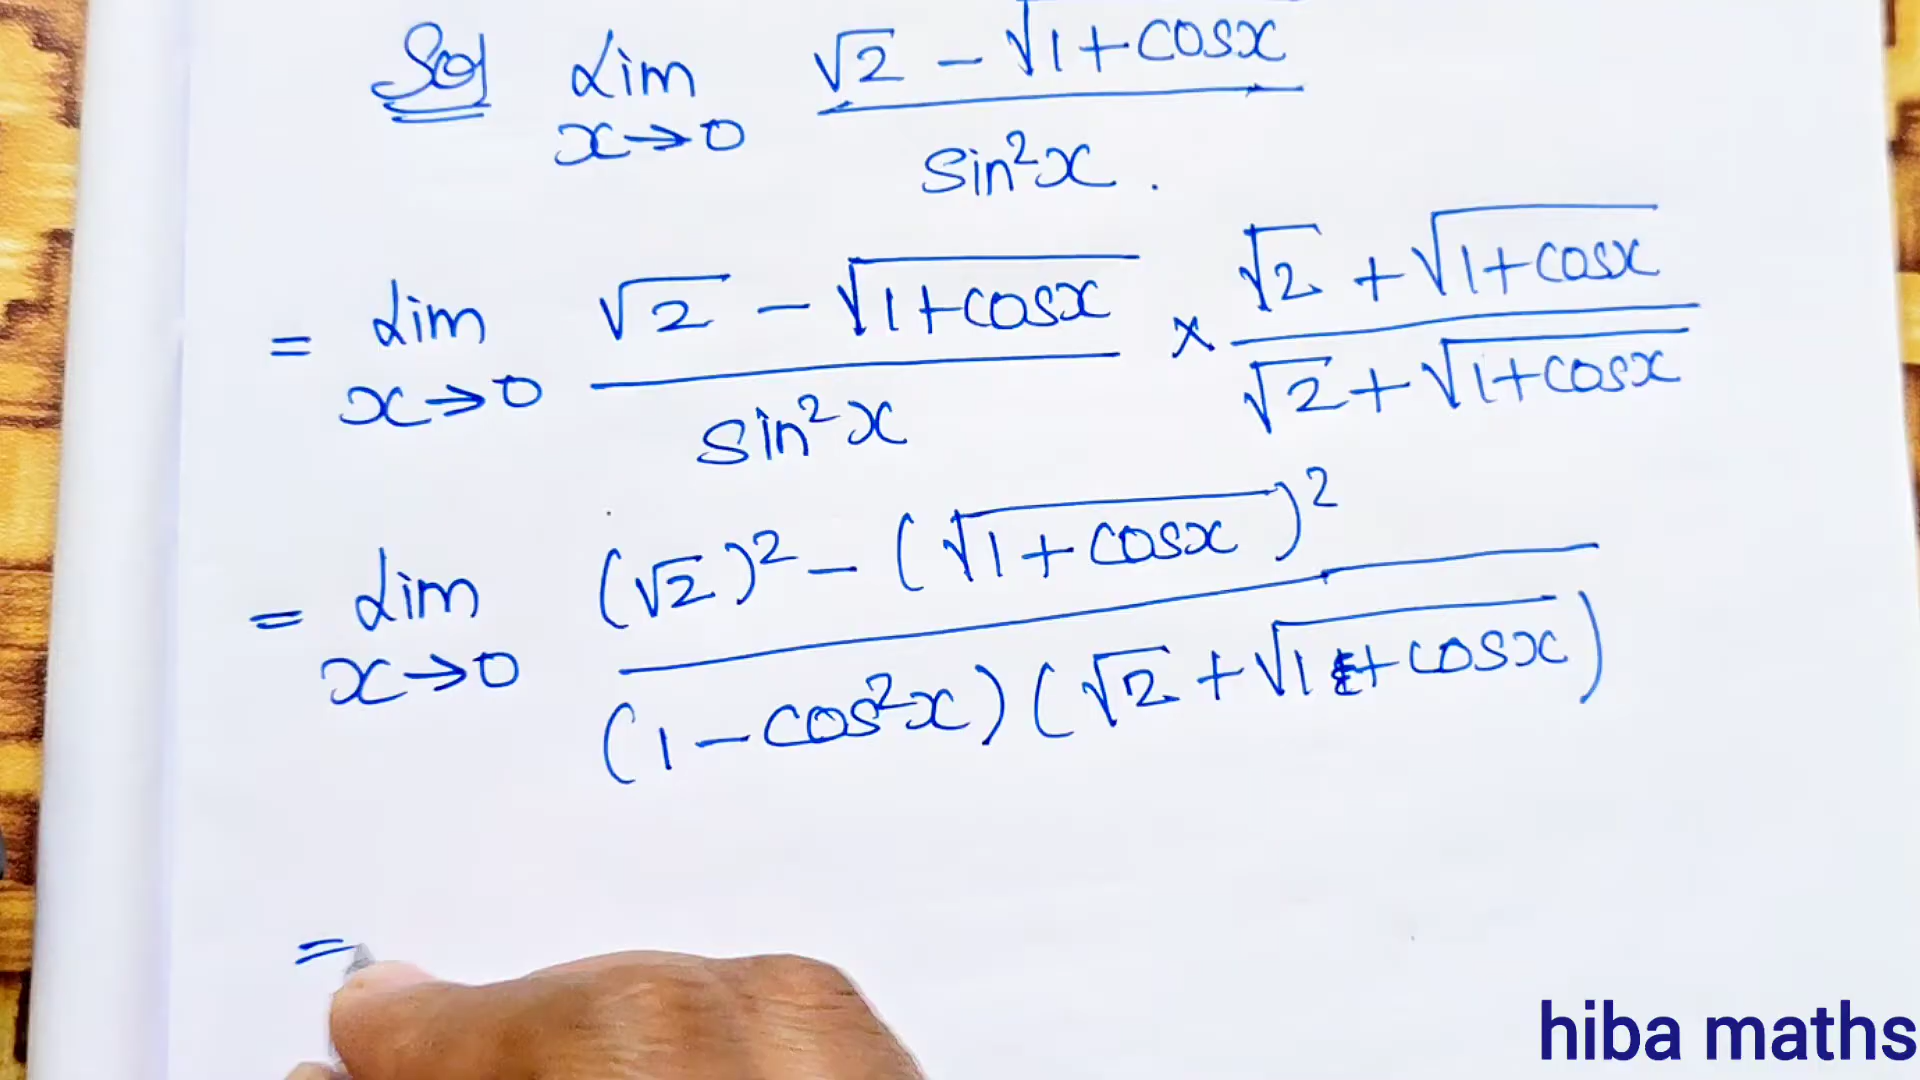 Sol Lim x→0 (√2 − √(1+cosx)) / sin²x .
= Lim x→0 (√2 − √(1+cosx)) / sin²x × (√2 + √(1+cosx)) / (√2 + √(1+cosx))
= Lim x→0 ((√2)² − (√(1+cosx))²) / ((1−cos²x)(√2 + √(1+cosx)))
=
hiba maths